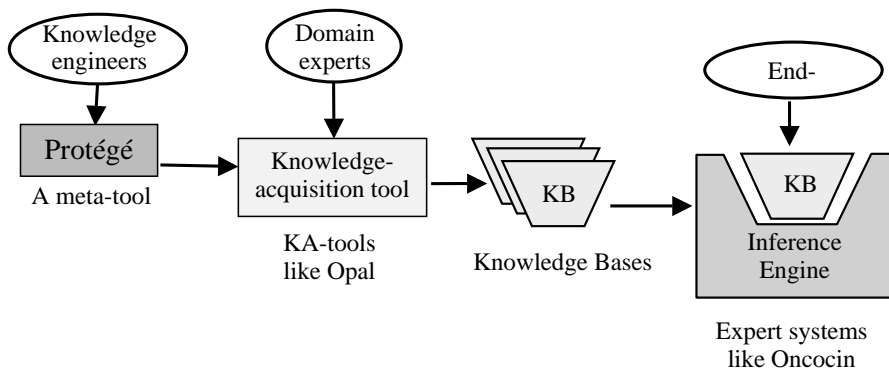 Knowledge
engineers
Domain
experts
End-
Protégé
A meta-tool
Knowledge-
acquisition tool
KA-tools
like Opal
KB
Knowledge Bases
KB
Inference
Engine
Expert systems
like Oncocin